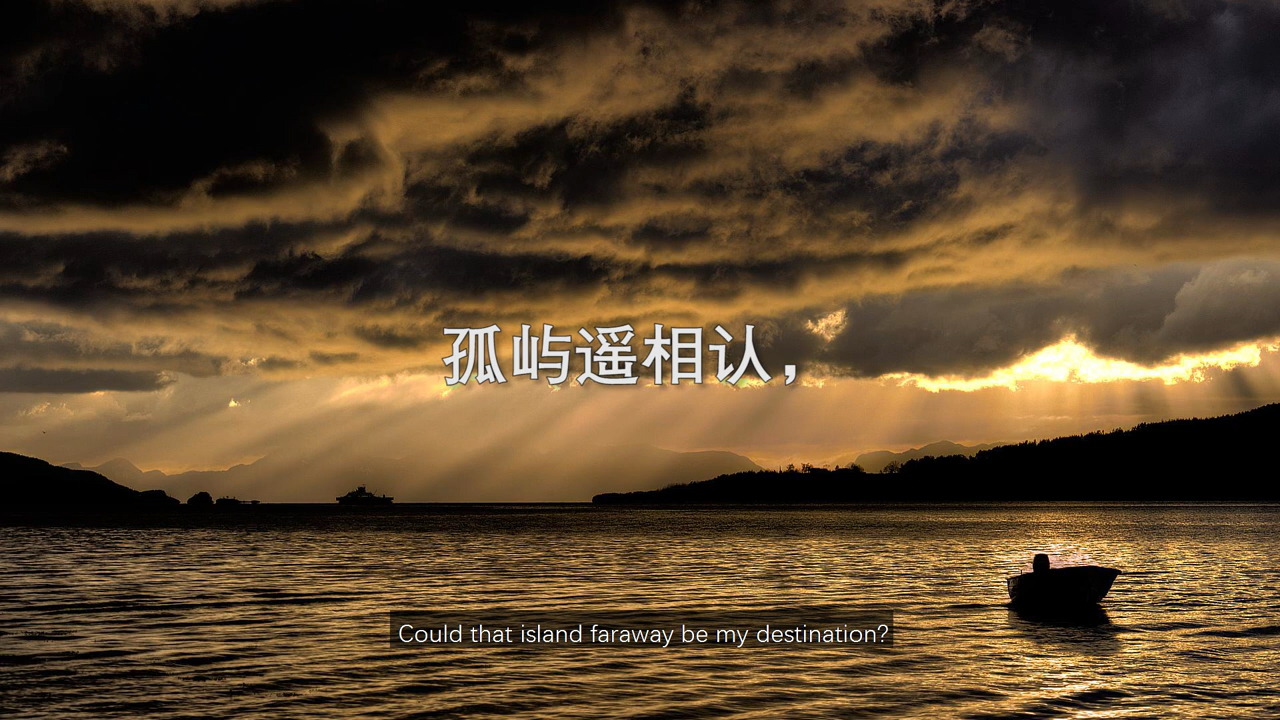 孤屿遥相认，
Could that island faraway be my destination?